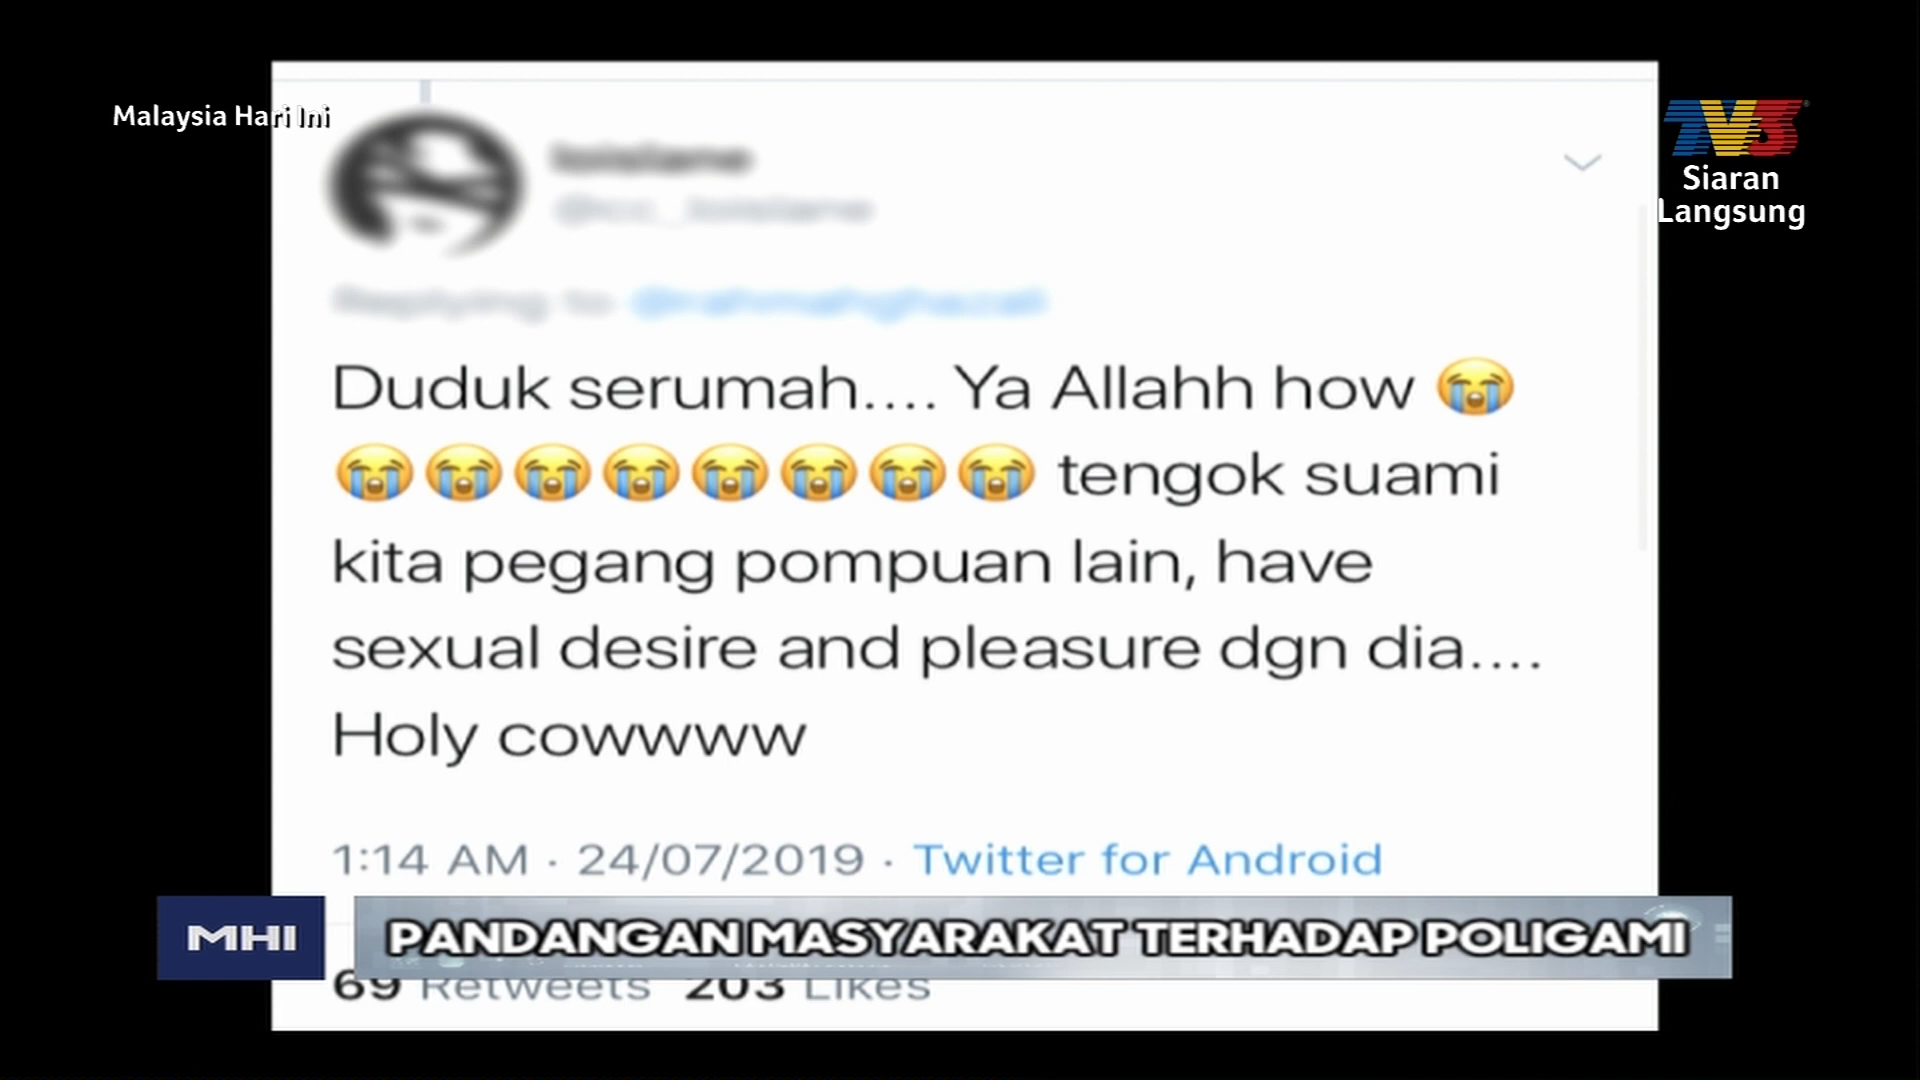 Malaysia Hari Ini
TV3
Siaran
Langsung
Duduk serumah.... Ya Allahh how 😭
😭😭😭😭😭😭😭😭 tengok suami
kita pegang pompuan lain, have
sexual desire and pleasure dgn dia....
Holy cowwww
1:14 AM · 24/07/2019 · Twitter for Android
MHI
PANDANGAN MASYARAKAT TERHADAP POLIGAMI
69 Retweets 203 Likes